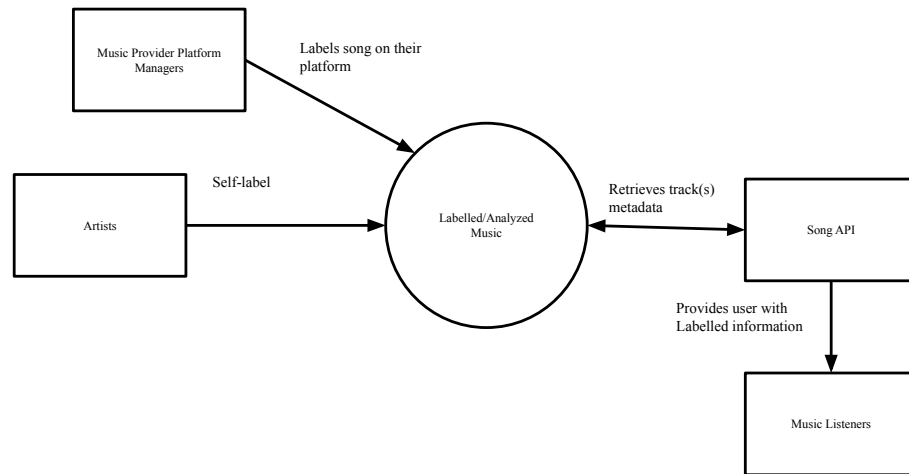 Music Provider Platform
Managers
Labels song on their
platform
Artists
Self-label
Labelled/Analyzed
Music
Retrieves track(s)
metadata
Song API
Provides user with
Labelled information
Music Listeners